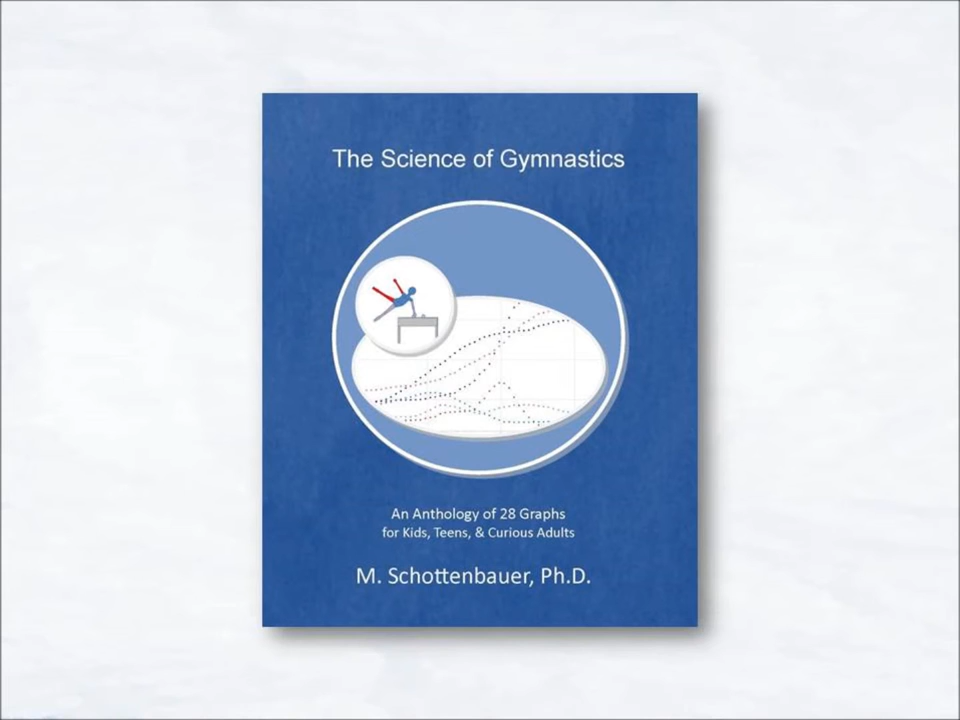 The Science of Gymnastics
An Anthology of 28 Graphs
for Kids, Teens, & Curious Adults
M. Schottenbauer, Ph.D.